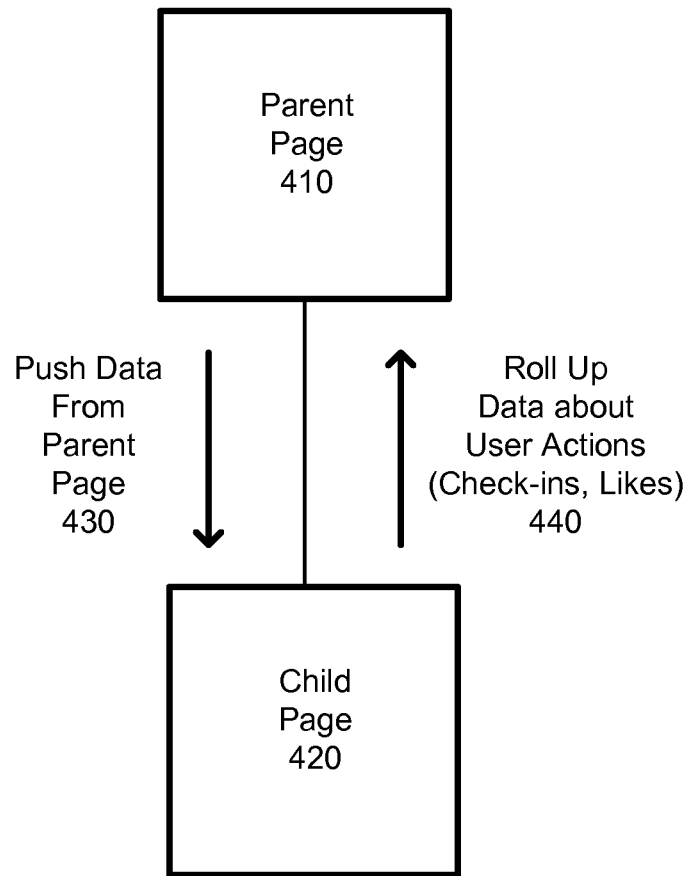 Parent
Page
410
Push Data
From
Parent
Page
430
Roll Up
Data about
User Actions
(Check-ins, Likes)
440
Child
Page
420